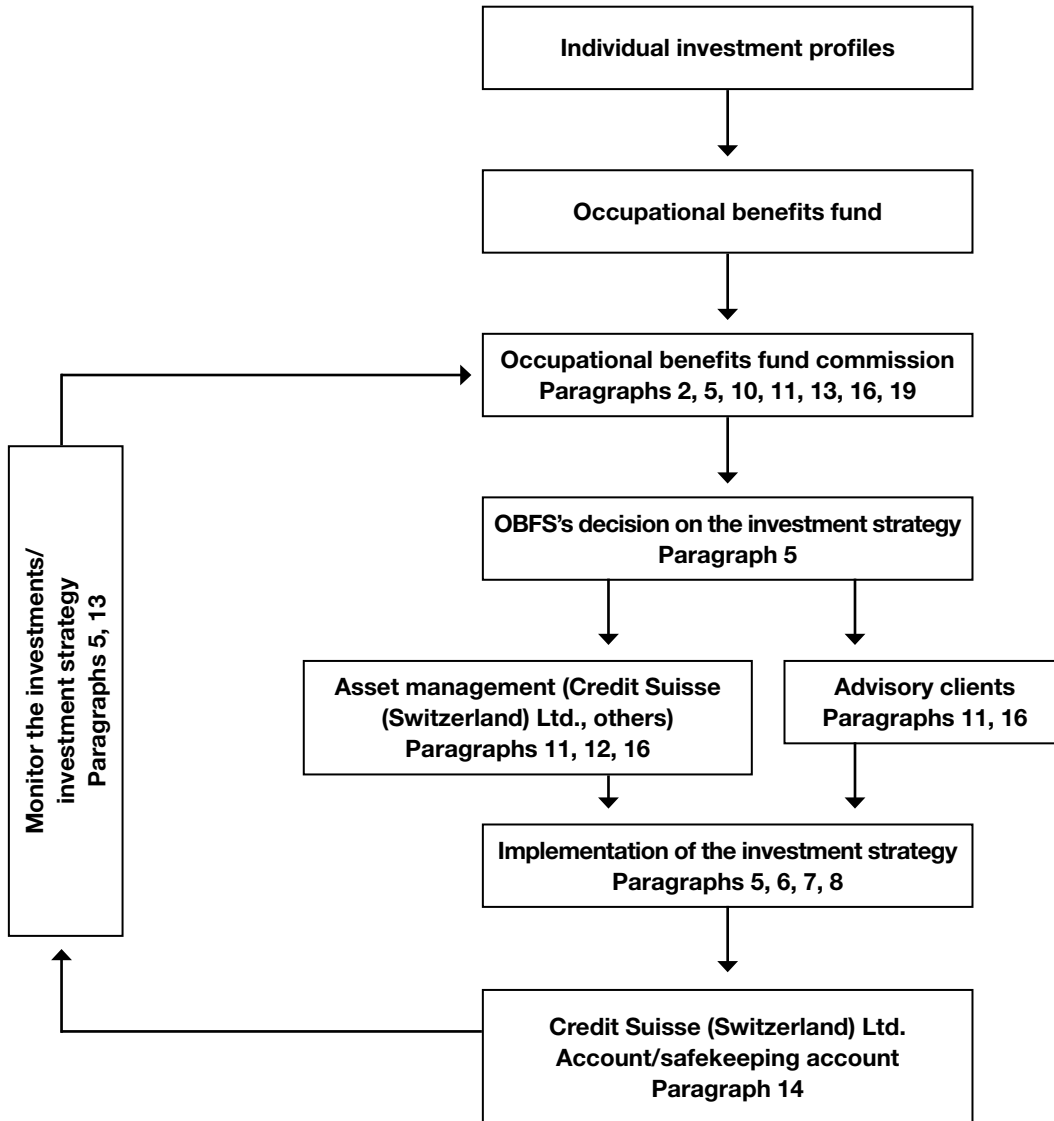 Individual investment profiles
Occupational benefits fund
Occupational benefits fund commission
Paragraphs 2, 5, 10, 11, 13, 16, 19
OBFS's decision on the investment strategy
Paragraph 5
Monitor the investments/
investment strategy
Paragraphs 5, 13
Asset management (Credit Suisse
(Switzerland) Ltd., others)
Paragraphs 11, 12, 16
Advisory clients
Paragraphs 11, 16
Implementation of the investment strategy
Paragraphs 5, 6, 7, 8
Credit Suisse (Switzerland) Ltd.
Account/safekeeping account
Paragraph 14